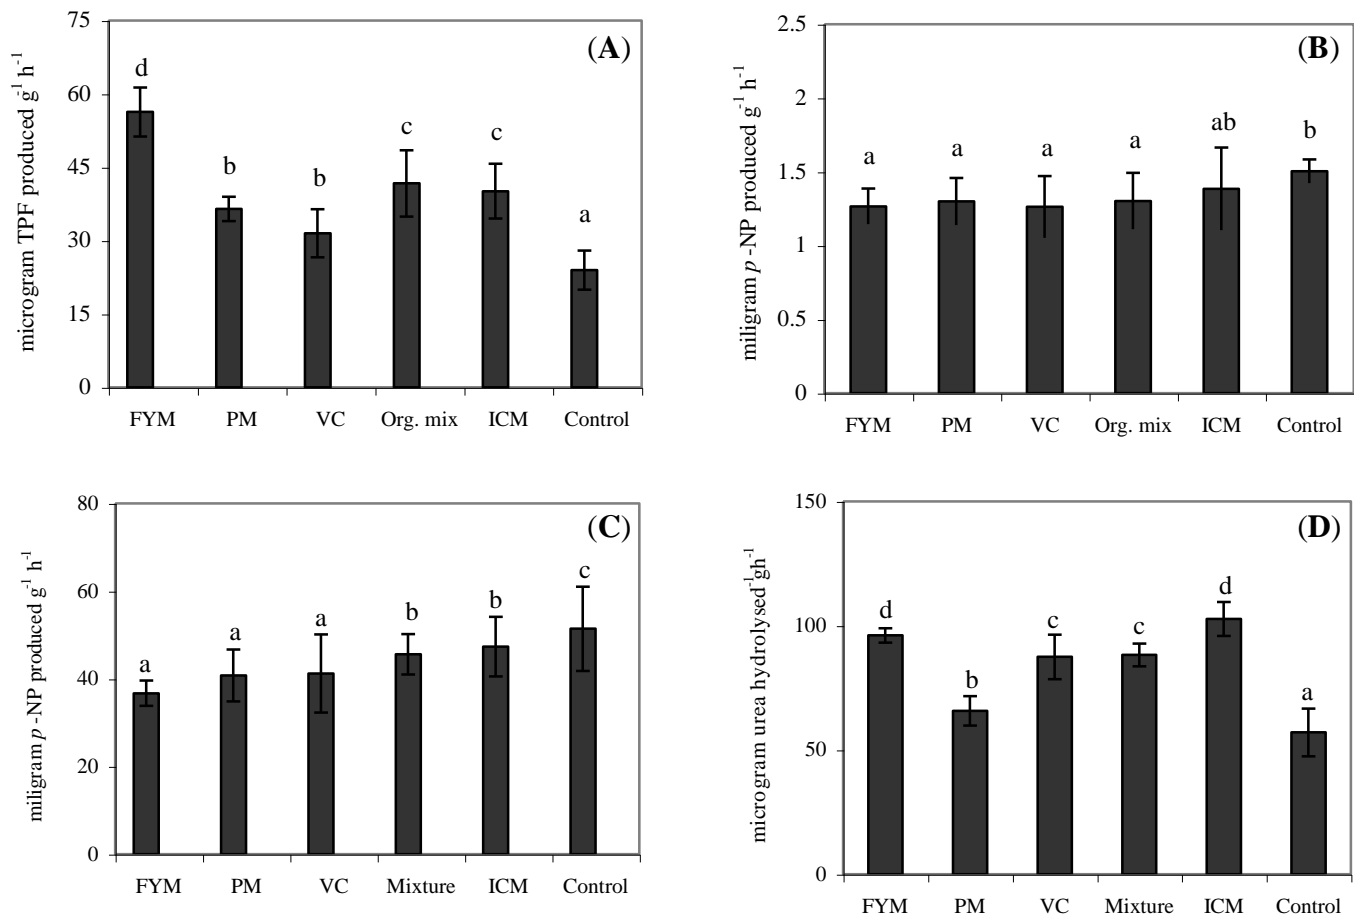 microgram TPF produced g-1 h-1
75
60
45
30
15
0
(A)
d
b
b
c
c
a
FYM PM VC Org. mix ICM Control
miligram p -NP produced g-1 h-1
2.5
2
1.5
1
0.5
0
(B)
a
a
a
a
ab
b
FYM PM VC Org. mix ICM Control
miligram p -NP produced g-1 h-1
80
60
40
20
0
(C)
a
a
a
b
b
c
FYM PM VC Mixture ICM Control
microgram urea hydrolysed-1gh-1
150
100
50
0
(D)
d
b
c
c
d
a
FYM PM VC Mixture ICM Control